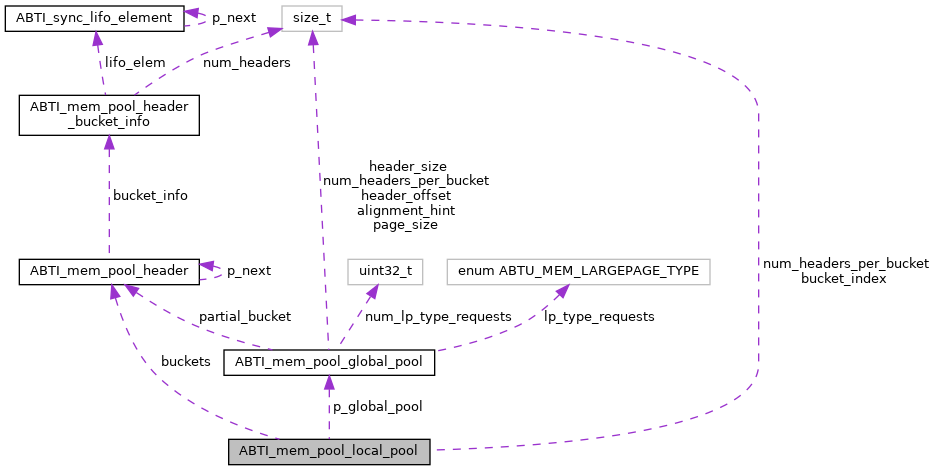 ABTI_sync_lifo_element
p_next
size_t
lifo_elem
num_headers
ABTI_mem_pool_header
_bucket_info
header_size
num_headers_per_bucket
header_offset
alignment_hint
page_size
bucket_info
ABTI_mem_pool_header
p_next
uint32_t
enum ABTU_MEM_LARGEPAGE_TYPE
num_headers_per_bucket
bucket_index
partial_bucket
num_lp_type_requests
lp_type_requests
buckets
ABTI_mem_pool_global_pool
p_global_pool
ABTI_mem_pool_local_pool